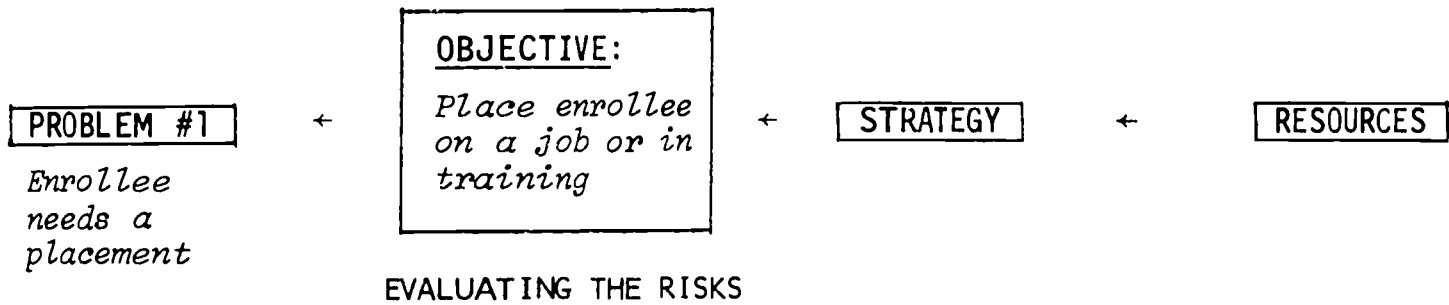 OBJECTIVE:
Place enrollee
on a job or in
training
PROBLEM #1 ← ← STRATEGY ← RESOURCES
Enrollee
needs a
placement
EVALUATING THE RISKS